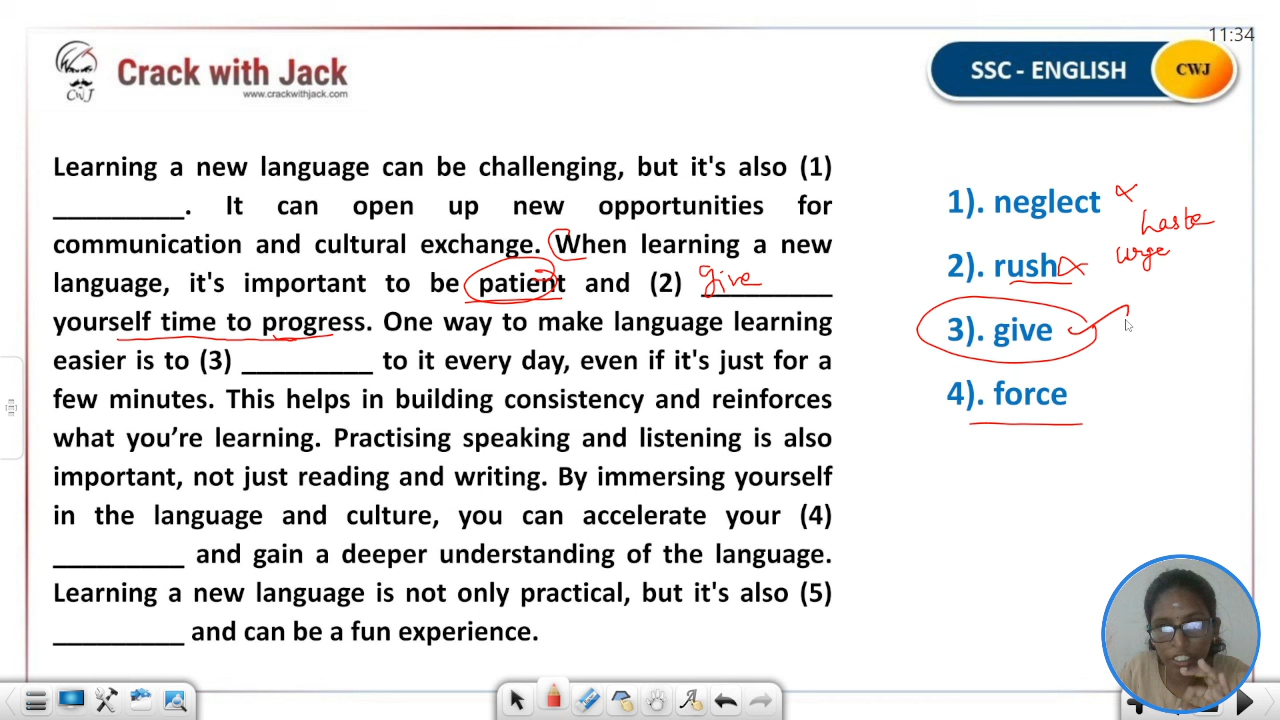 11:34
Crack with Jack
www.crackwithjack.com
CWJ
SSC - ENGLISH
CWJ
Learning a new language can be challenging, but it's also (1)
_________. It can open up new opportunities for
communication and cultural exchange. When learning a new
language, it's important to be patient and (2) give _________
yourself time to progress. One way to make language learning
easier is to (3) _________ to it every day, even if it's just for a
few minutes. This helps in building consistency and reinforces
what you’re learning. Practising speaking and listening is also
important, not just reading and writing. By immersing yourself
in the language and culture, you can accelerate your (4)
_________ and gain a deeper understanding of the language.
Learning a new language is not only practical, but it's also (5)
_________ and can be a fun experience.
1). neglect
haste
urge
2). rush
3). give
4). force